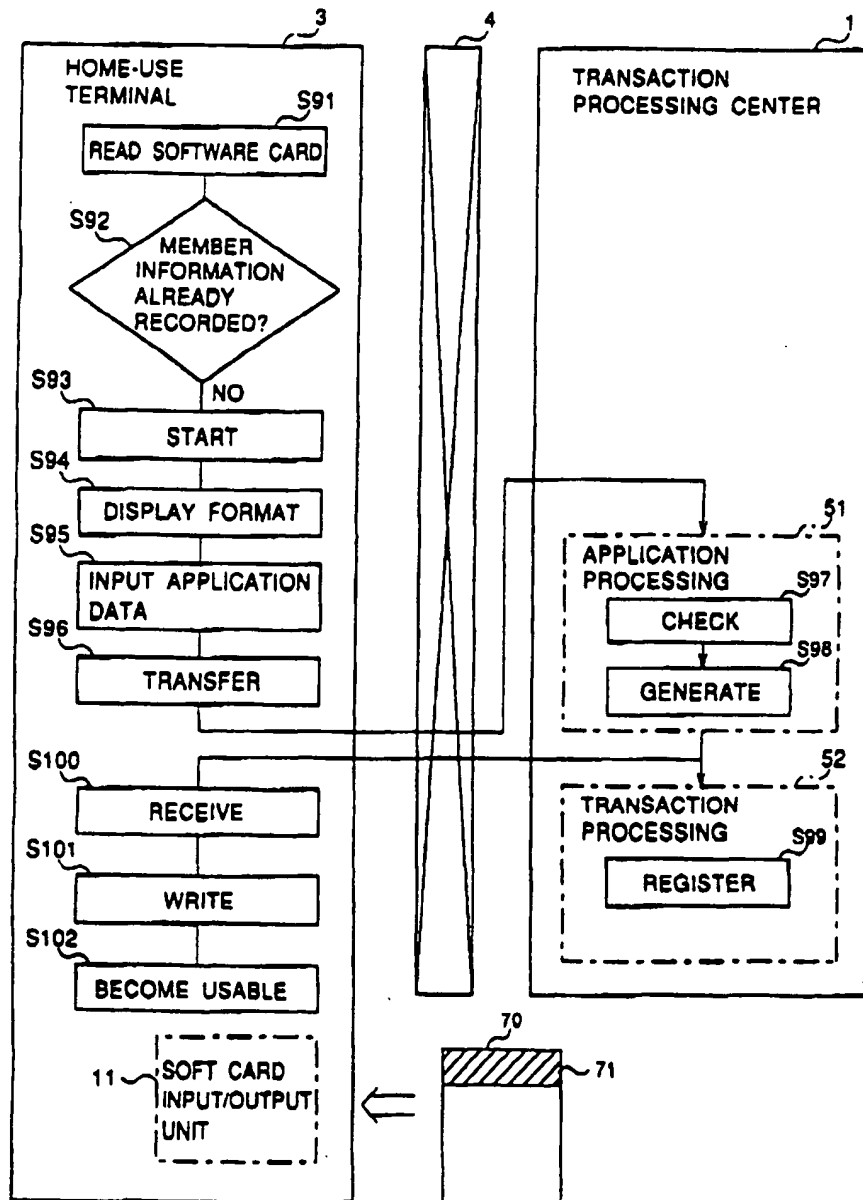 3
4
1
HOME-USE
TERMINAL
TRANSACTION
PROCESSING CENTER
S91
READ SOFTWARE CARD
S92
MEMBER
INFORMATION
ALREADY
RECORDED?
NO
S93
START
S94
DISPLAY FORMAT
S95
INPUT APPLICATION
DATA
S96
TRANSFER
51
APPLICATION
PROCESSING
S97
CHECK
S98
GENERATE
S100
RECEIVE
S101
WRITE
S102
BECOME USABLE
52
TRANSACTION
PROCESSING
S99
REGISTER
11
SOFT CARD
INPUT/OUTPUT
UNIT
70
71